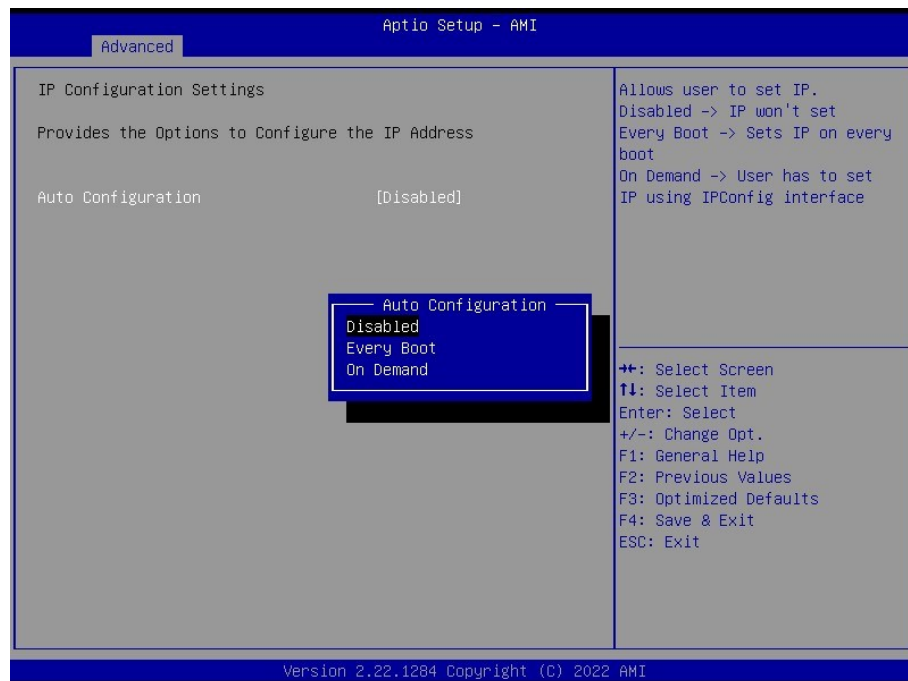 Aptio Setup – AMI
Advanced
IP Configuration Settings
Provides the Options to Configure the IP Address
Auto Configuration [Disabled]
Allows user to set IP.
Disabled –> IP won't set
Every Boot –> Sets IP on every
boot
On Demand –> User has to set
IP using IPConfig interface
Auto Configuration
Disabled
Every Boot
On Demand
→←: Select Screen
↑↓: Select Item
Enter: Select
+/–: Change Opt.
F1: General Help
F2: Previous Values
F3: Optimized Defaults
F4: Save & Exit
ESC: Exit
Version 2.22.1284 Copyright (C) 2022 AMI